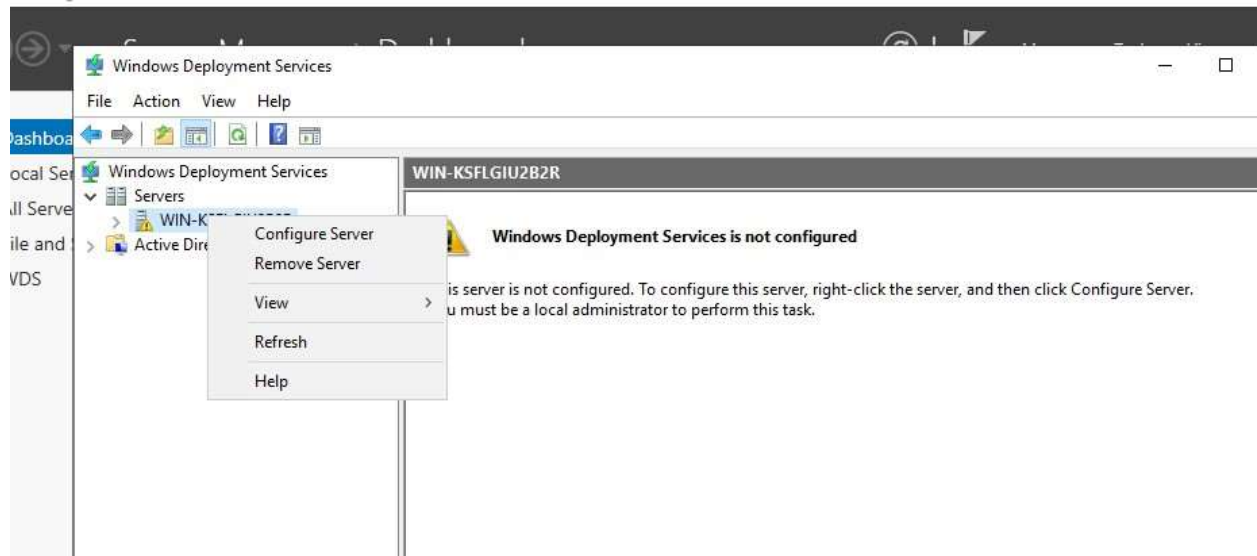 Windows Deployment Services
File Action View Help
Windows Deployment Services
Servers
WIN-K
Active Dire
WIN-KSFLGIU2B2R
Configure Server
Remove Server
View
Refresh
Help
Windows Deployment Services is not configured
is server is not configured. To configure this server, right-click the server, and then click Configure Server.
u must be a local administrator to perform this task.
Dashboa
ocal Ser
ll Serve
ile and
WDS